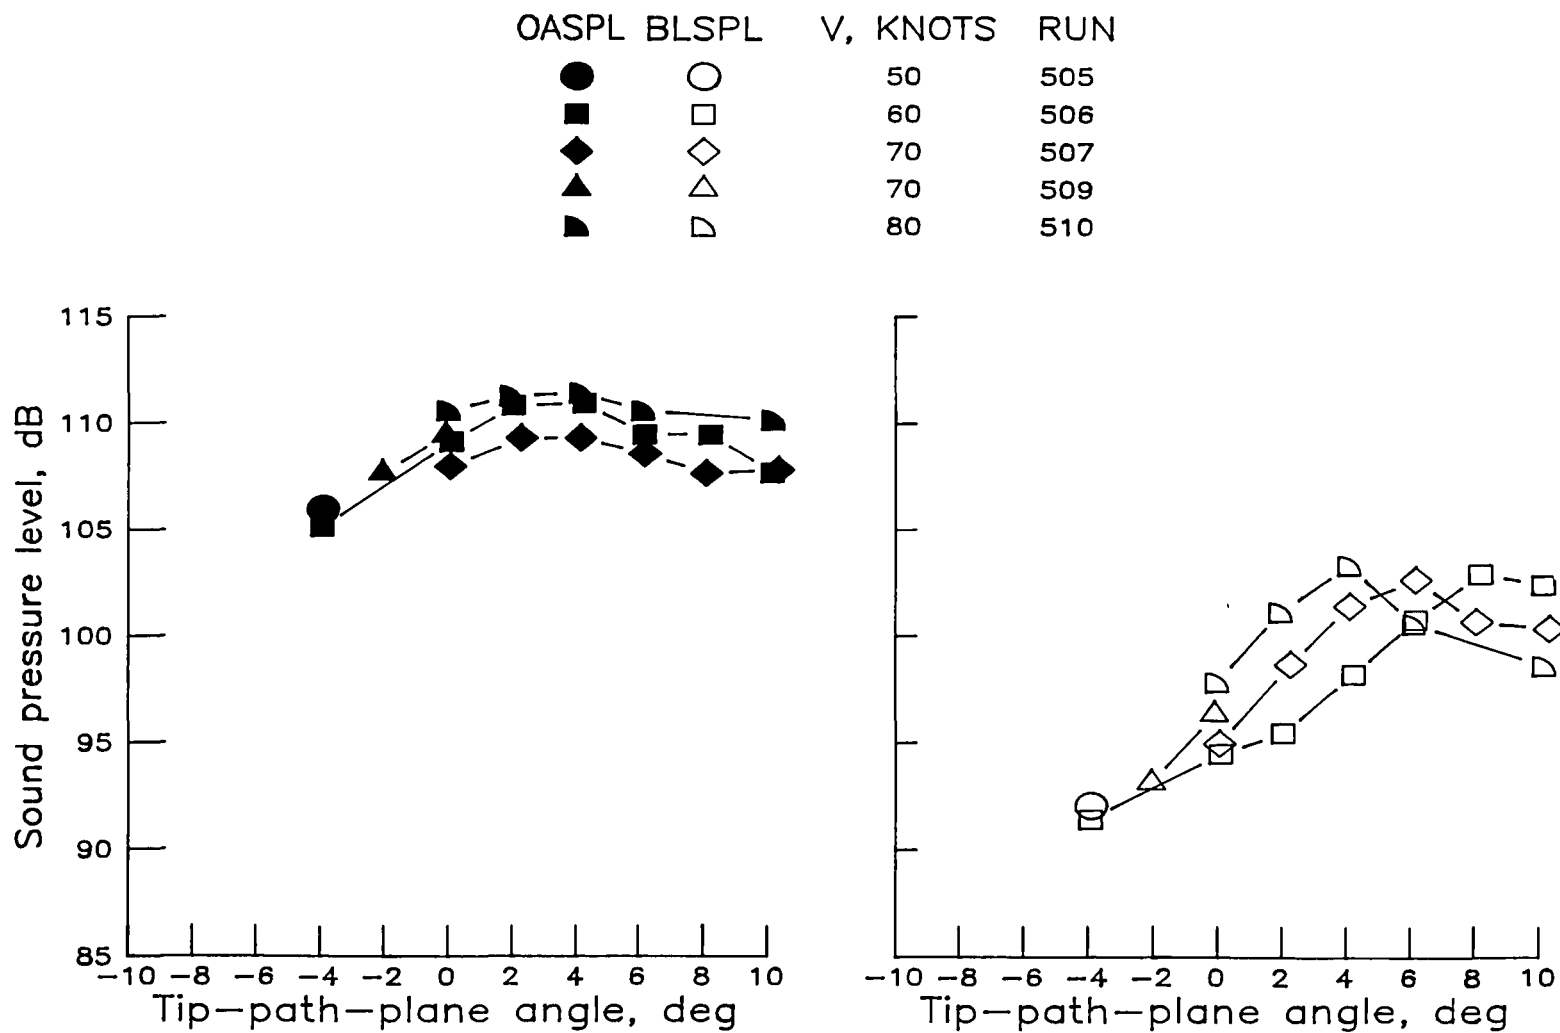 OASPL BLSPL V, KNOTS RUN
50 505
60 506
70 507
70 509
80 510
Sound pressure level, dB
115
110
105
100
95
90
85
-10 -8 -6 -4 -2 0 2 4 6 8 10
Tip-path-plane angle, deg
-10 -8 -6 -4 -2 0 2 4 6 8 10
Tip-path-plane angle, deg